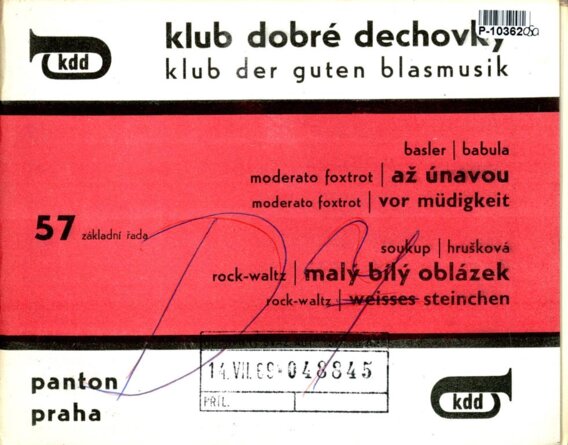 kdd
klub dobré dechovky
klub der guten blasmusik
P-10362
basler | babula
moderato foxtrot | až únavou
moderato foxtrot | vor müdigkeit
57 základní řada
soukup | hrušková
rock-waltz | malý bílý oblázek
rock-waltz | weisses steinchen
14. VII. 69 - 048845
PŘÍL.
panton
praha
kdd